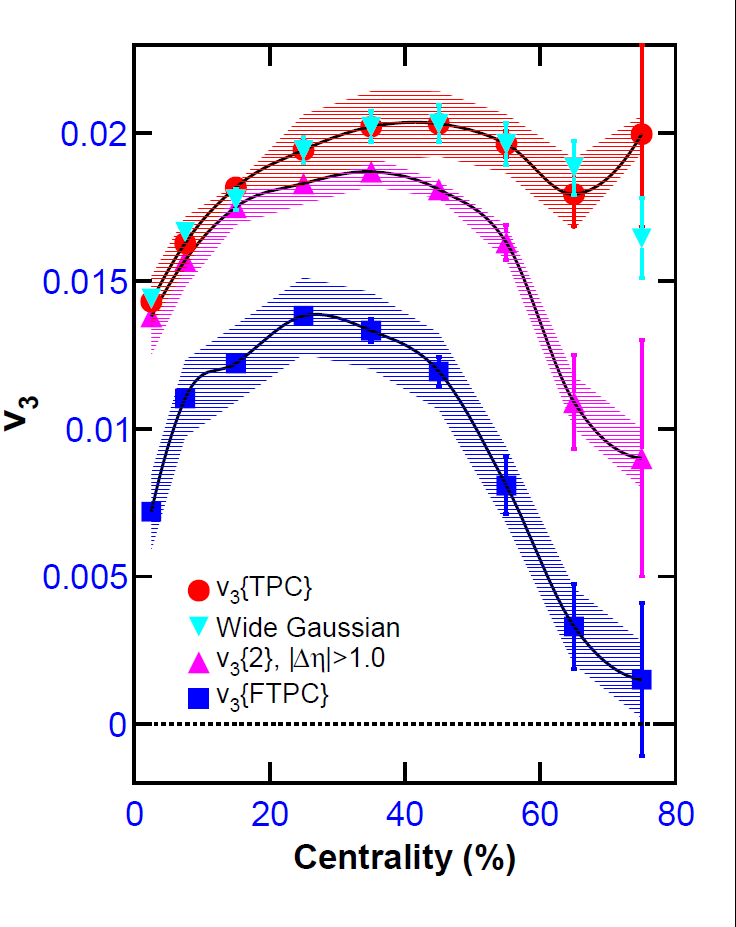 0.02
0.015
0.01
0.005
0
v3
v3{TPC}
Wide Gaussian
v3{2}, |Δη|>1.0
v3{FTPC}
0 20 40 60 80
Centrality (%)